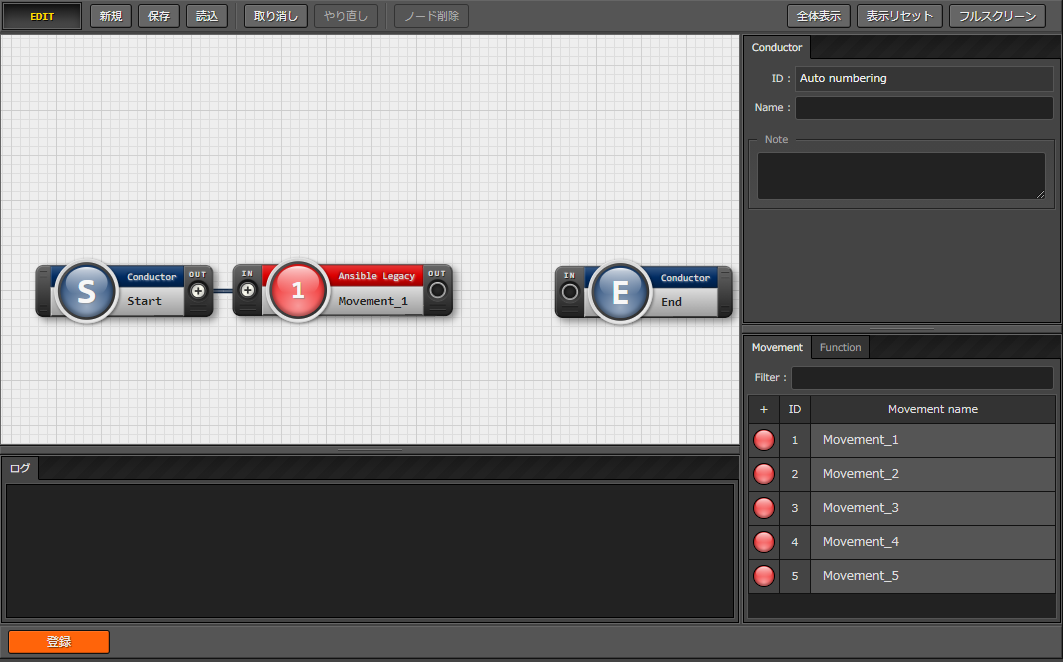 EDIT 新規 保存 読込 取り消し やり直し ノード削除 全体表示 表示リセット フルスクリーン
Conductor
ID : Auto numbering
Name :
Note
S Conductor OUT
Start
IN 1 Ansible Legacy OUT
Movement_1
IN E Conductor
End
Movement Function
Filter :
+ ID Movement name
1 Movement_1
2 Movement_2
3 Movement_3
4 Movement_4
5 Movement_5
ログ
登録